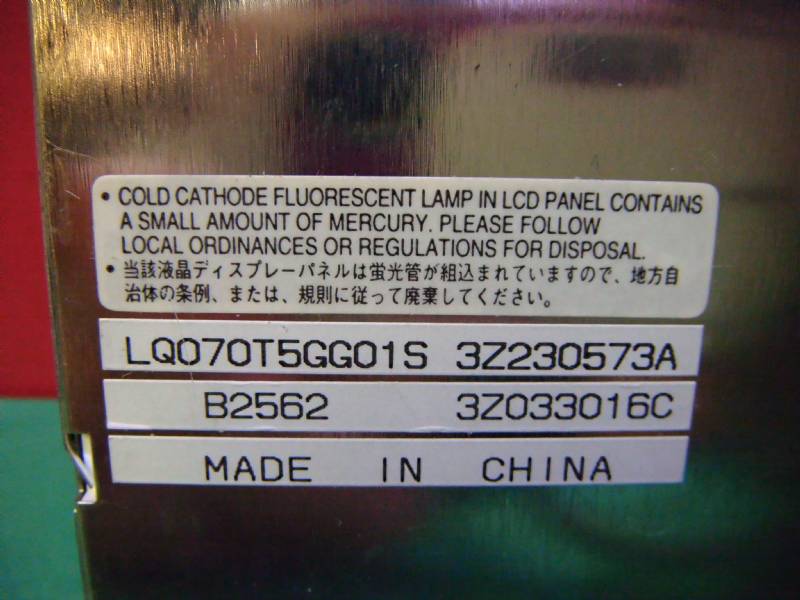 • COLD CATHODE FLUORESCENT LAMP IN LCD PANEL CONTAINS
A SMALL AMOUNT OF MERCURY. PLEASE FOLLOW
LOCAL ORDINANCES OR REGULATIONS FOR DISPOSAL.
• 当該液晶ディスプレーパネルは蛍光管が組込まれていますので、地方自
治体の条例、または、規則に従って廃棄してください。
LQ070T5GG01S 3Z230573A
B2562 3Z033016C
MADE IN CHINA